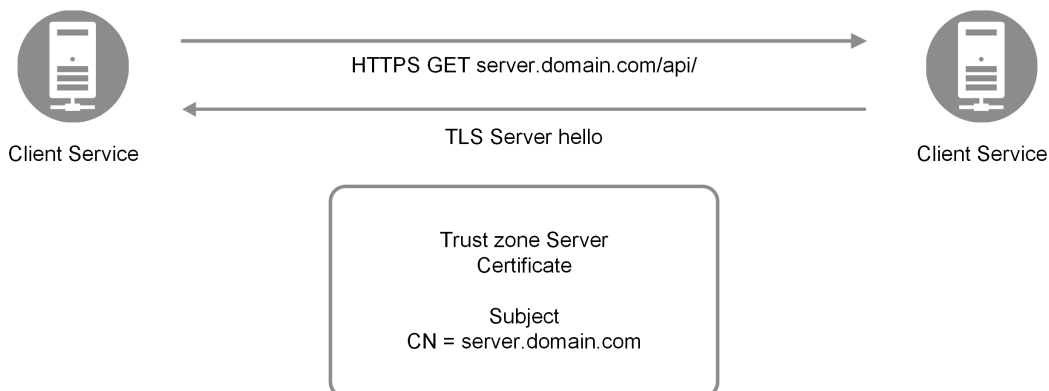 HTTPS GET server.domain.com/api/
TLS Server hello
Client Service
Client Service
Trust zone Server
Certificate
Subject
CN = server.domain.com